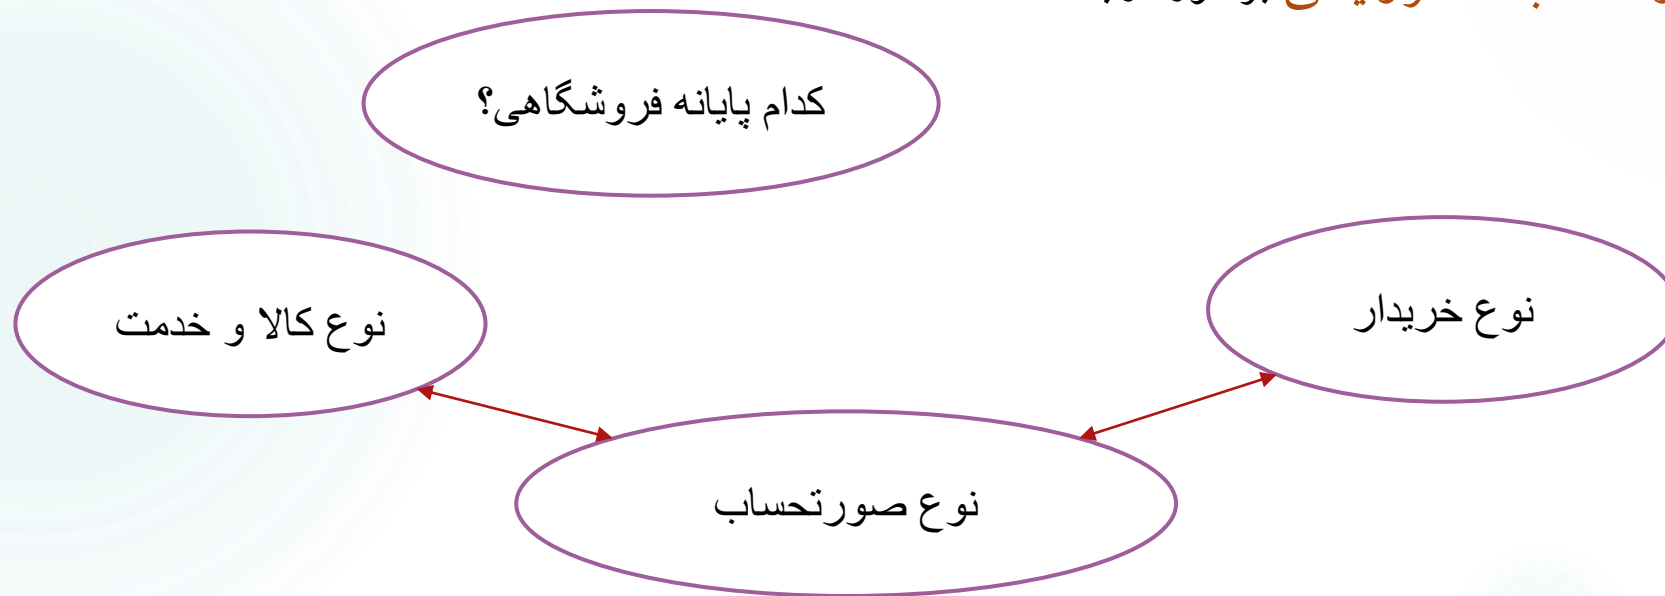 کدام پایانه فروشگاهی؟
نوع خریدار
نوع کالا و خدمت
نوع صورتحساب